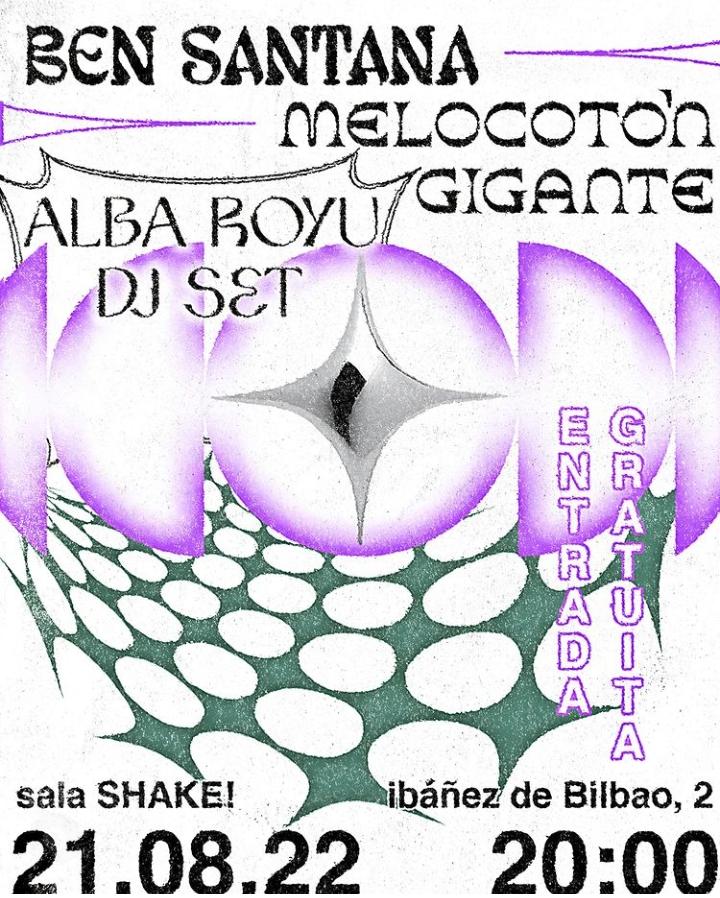 BEN SANTANA
MELOCOTÓN
GIGANTE
ALBA ROYU
DJ SET
ENTRADA
GRATUITA
sala SHAKE!
ibáñez de Bilbao, 2
21.08.22
20:00